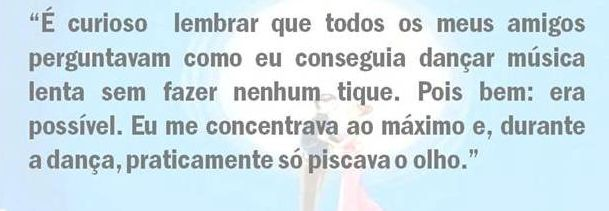 “É curioso lembrar que todos os meus amigos
perguntavam como eu conseguia dançar música
lenta sem fazer nenhum tique. Pois bem: era
possível. Eu me concentrava ao máximo e, durante
a dança, praticamente só piscava o olho.”